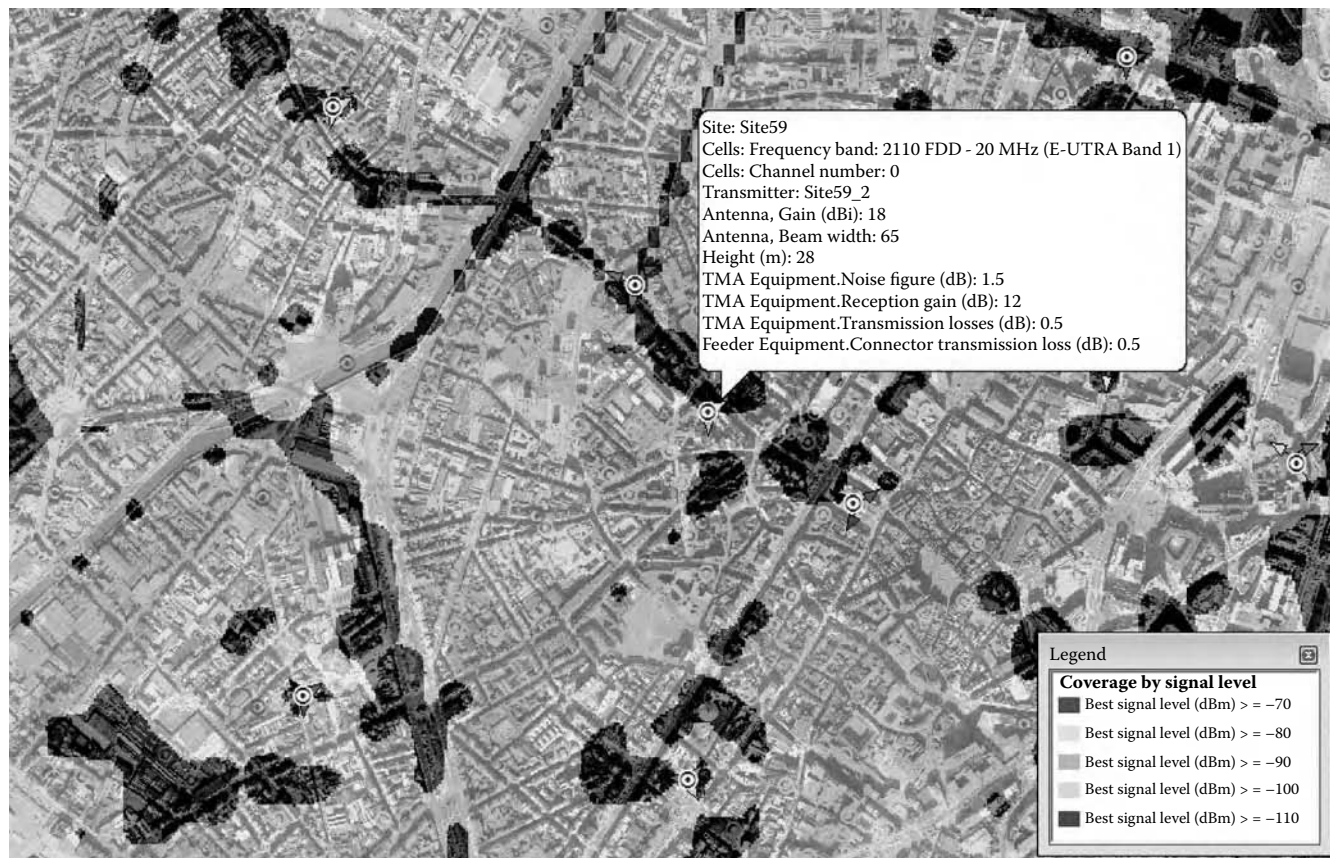 Site: Site59
Cells: Frequency band: 2110 FDD - 20 MHz (E-UTRA Band 1)
Cells: Channel number: 0
Transmitter: Site59_2
Antenna, Gain (dBi): 18
Antenna, Beam width: 65
Height (m): 28
TMA Equipment.Noise figure (dB): 1.5
TMA Equipment.Reception gain (dB): 12
TMA Equipment.Transmission losses (dB): 0.5
Feeder Equipment.Connector transmission loss (dB): 0.5
Legend
Coverage by signal level
Best signal level (dBm) > = −70
Best signal level (dBm) > = −80
Best signal level (dBm) > = −90
Best signal level (dBm) > = −100
Best signal level (dBm) > = −110